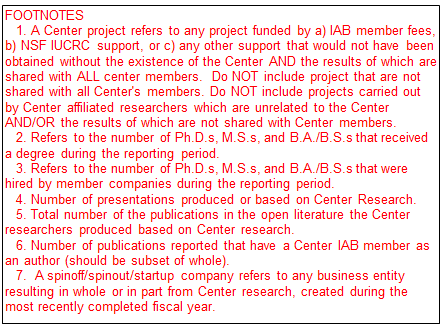 FOOTNOTES
1. A Center project refers to any project funded by a) IAB member fees,
b) NSF IUCRC support, or c) any other support that would not have been
obtained without the existence of the Center AND the results of which are
shared with ALL center members. Do NOT include project that are not
shared with all Center's members. Do NOT include projects carried out
by Center affiliated researchers which are unrelated to the Center
AND/OR the results of which are not shared with Center members.
2. Refers to the number of Ph.D.s, M.S.s, and B.A./B.S.s that received
a degree during the reporting period.
3. Refers to the number of Ph.D.s, M.S.s, and B.A./B.S.s that were
hired by member companies during the reporting period.
4. Number of presentations produced or based on Center Research.
5. Total number of the publications in the open literature the Center
researchers produced based on Center research.
6. Number of publications reported that have a Center IAB member as
an author (should be subset of whole).
7. A spinoff/spinout/startup company refers to any business entity
resulting in whole or in part from Center research, created during the
most recently completed fiscal year.